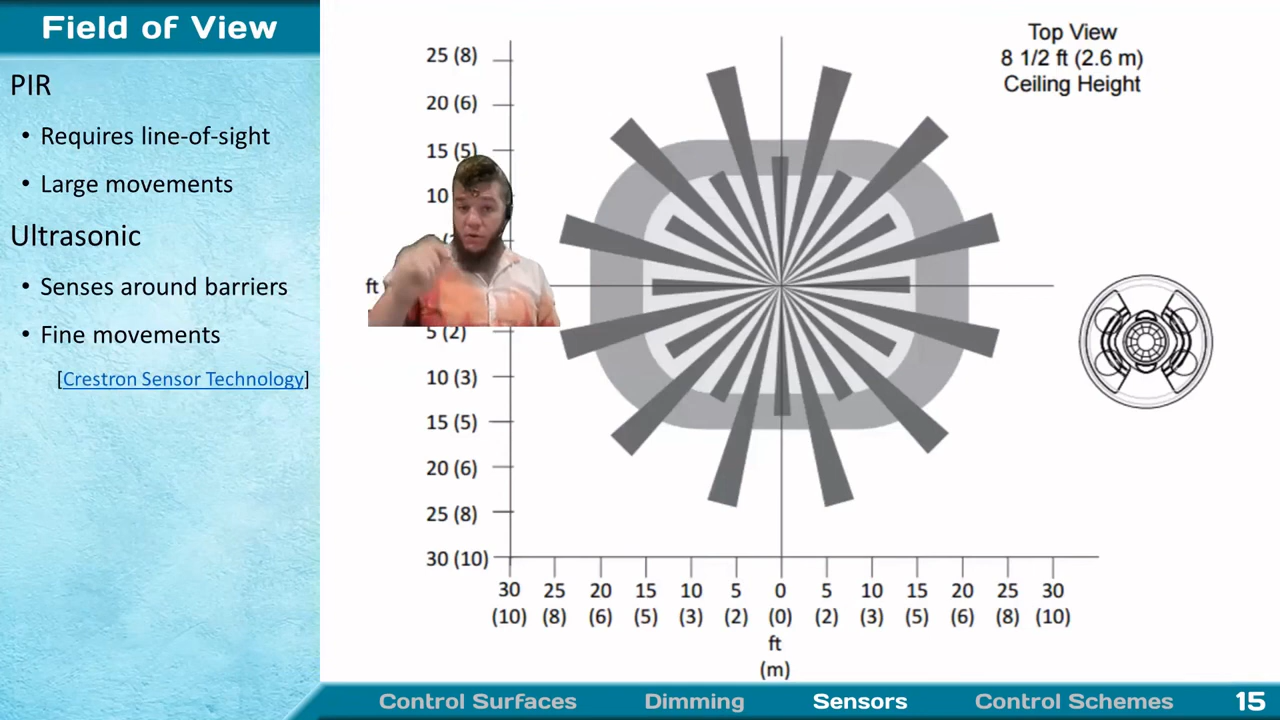 Field of View
PIR
• Requires line-of-sight
• Large movements
Ultrasonic
• Senses around barriers
• Fine movements
[Crestron Sensor Technology]
Top View
8 1/2 ft (2.6 m)
Ceiling Height
25 (8)
20 (6)
15 (5)
10
ft
5 (2)
10 (3)
15 (5)
20 (6)
25 (8)
30 (10)
30 25 20 15 10 5 0 5 10 15 20 25 30
(10) (8) (6) (5) (3) (2) (0) (2) (3) (5) (6) (8) (10)
ft
(m)
Control Surfaces Dimming Sensors Control Schemes 15